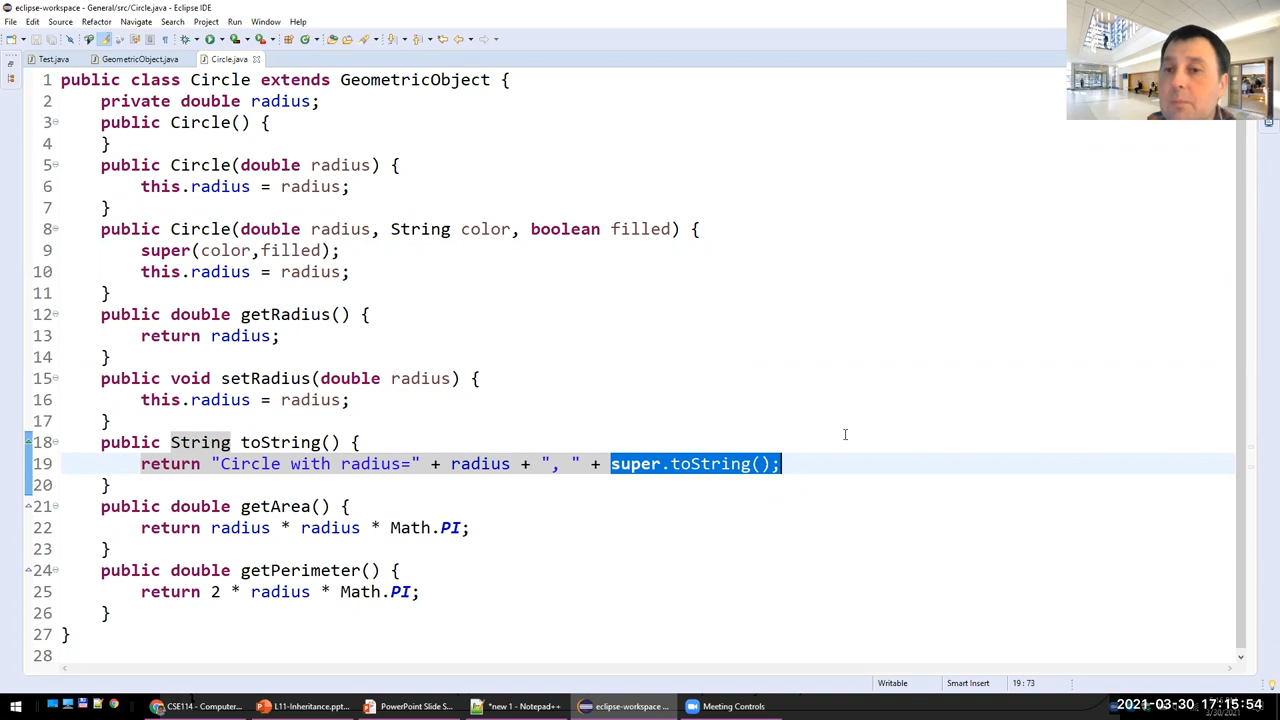 eclipse-workspace - General/src/Circle.java - Eclipse IDE
File Edit Source Refactor Navigate Search Project Run Window Help
Test.java GeometricObject.java Circle.java
1 public class Circle extends GeometricObject {
2 private double radius;
3 public Circle() {
4 }
5 public Circle(double radius) {
6 this.radius = radius;
7 }
8 public Circle(double radius, String color, boolean filled) {
9 super(color,filled);
10 this.radius = radius;
11 }
12 public double getRadius() {
13 return radius;
14 }
15 public void setRadius(double radius) {
16 this.radius = radius;
17 }
18 public String toString() {
19 return "Circle with radius=" + radius + ", " + super.toString();
20 }
21 public double getArea() {
22 return radius * radius * Math.PI;
23 }
24 public double getPerimeter() {
25 return 2 * radius * Math.PI;
26 }
27 }
28
Writable Smart Insert 19 : 73
CSE114 - Computer... L11-Inheritance.ppt... PowerPoint Slide S... *new 1 - Notepad++ eclipse-workspace ... Meeting Controls
2021-03-30 17:15:54